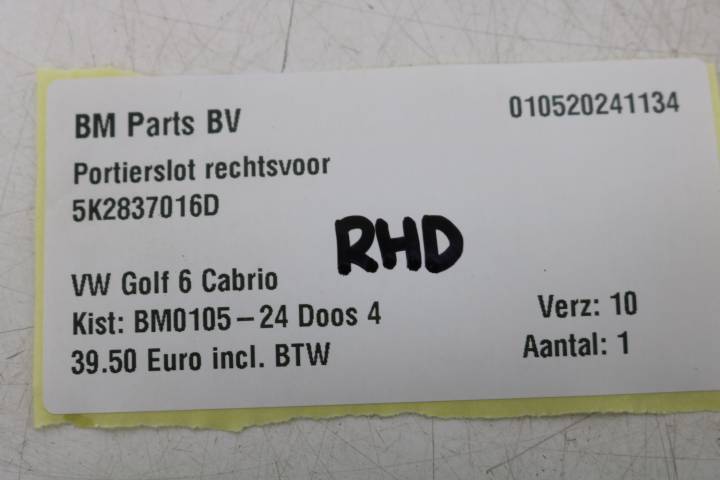 BM Parts BV
010520241134
Portierslot rechtsvoor
5K2837016D
RHD
VW Golf 6 Cabrio
Kist: BM0105-24 Doos 4
Verz: 10
39.50 Euro incl. BTW
Aantal: 1